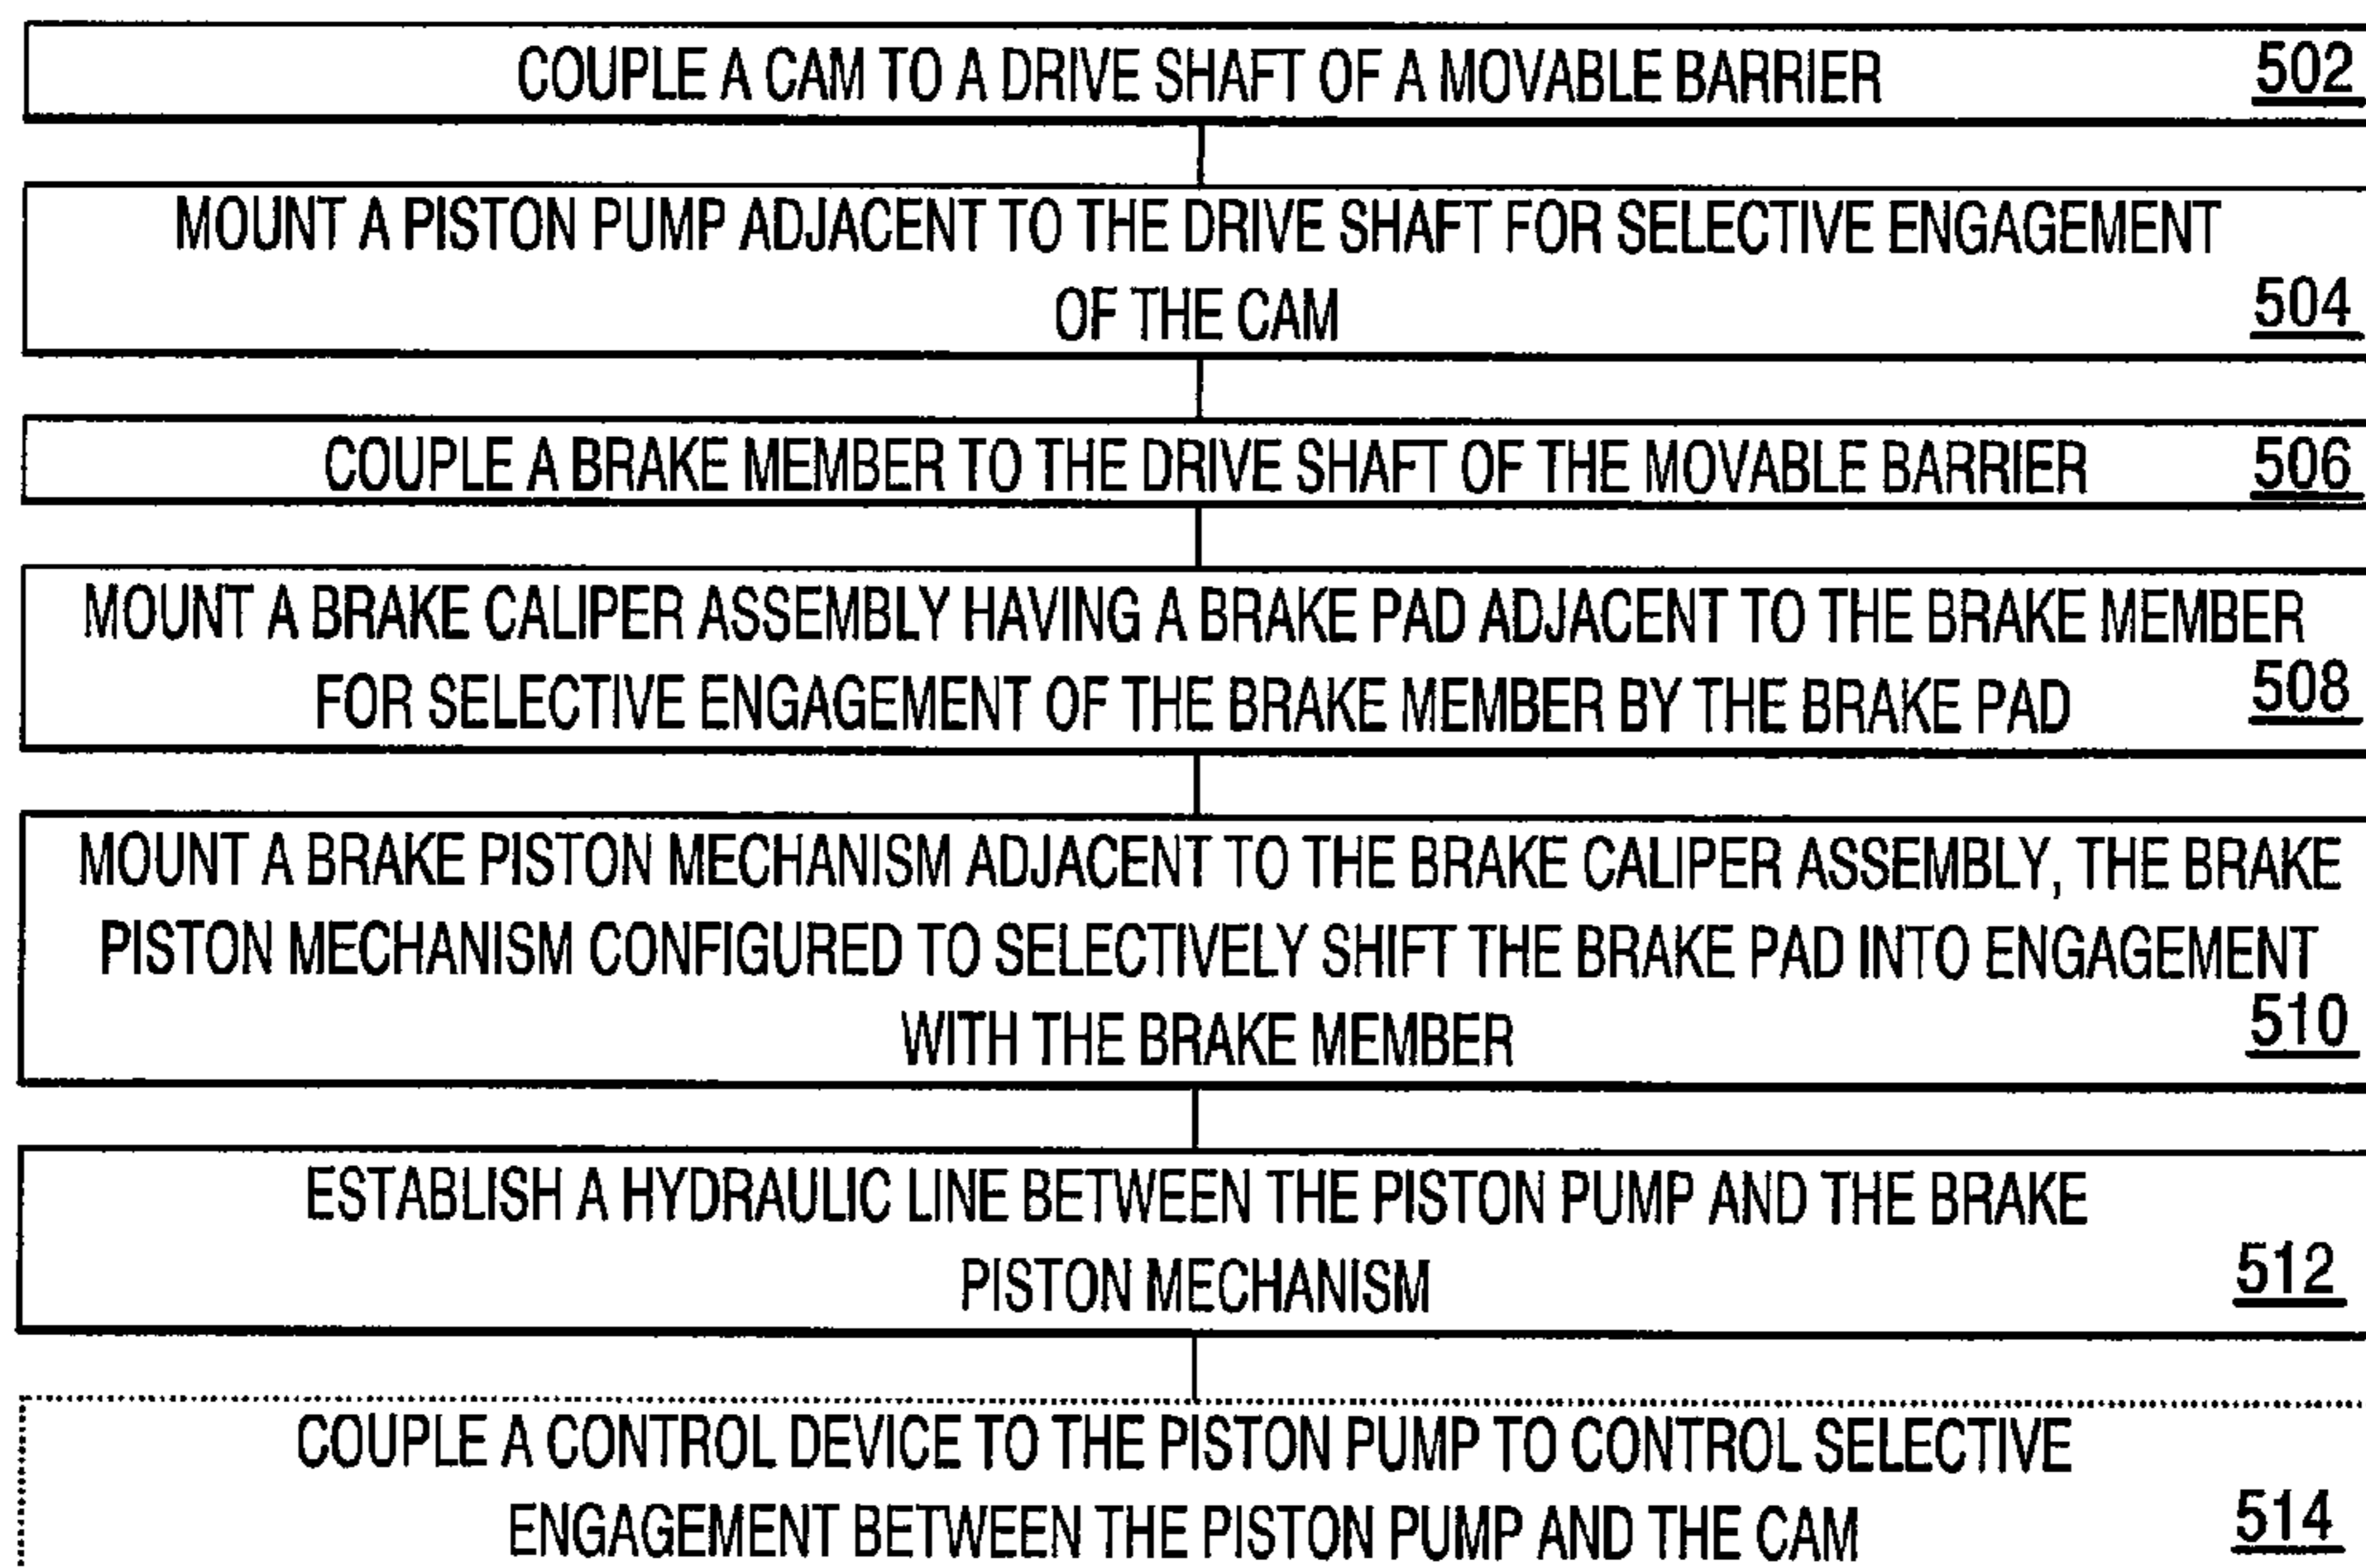 COUPLE A CAM TO A DRIVE SHAFT OF A MOVABLE BARRIER 502
MOUNT A PISTON PUMP ADJACENT TO THE DRIVE SHAFT FOR SELECTIVE ENGAGEMENT
OF THE CAM 504
COUPLE A BRAKE MEMBER TO THE DRIVE SHAFT OF THE MOVABLE BARRIER 506
MOUNT A BRAKE CALIPER ASSEMBLY HAVING A BRAKE PAD ADJACENT TO THE BRAKE MEMBER
FOR SELECTIVE ENGAGEMENT OF THE BRAKE MEMBER BY THE BRAKE PAD 508
MOUNT A BRAKE PISTON MECHANISM ADJACENT TO THE BRAKE CALIPER ASSEMBLY, THE BRAKE
PISTON MECHANISM CONFIGURED TO SELECTIVELY SHIFT THE BRAKE PAD INTO ENGAGEMENT
WITH THE BRAKE MEMBER 510
ESTABLISH A HYDRAULIC LINE BETWEEN THE PISTON PUMP AND THE BRAKE
PISTON MECHANISM 512
COUPLE A CONTROL DEVICE TO THE PISTON PUMP TO CONTROL SELECTIVE
ENGAGEMENT BETWEEN THE PISTON PUMP AND THE CAM 514